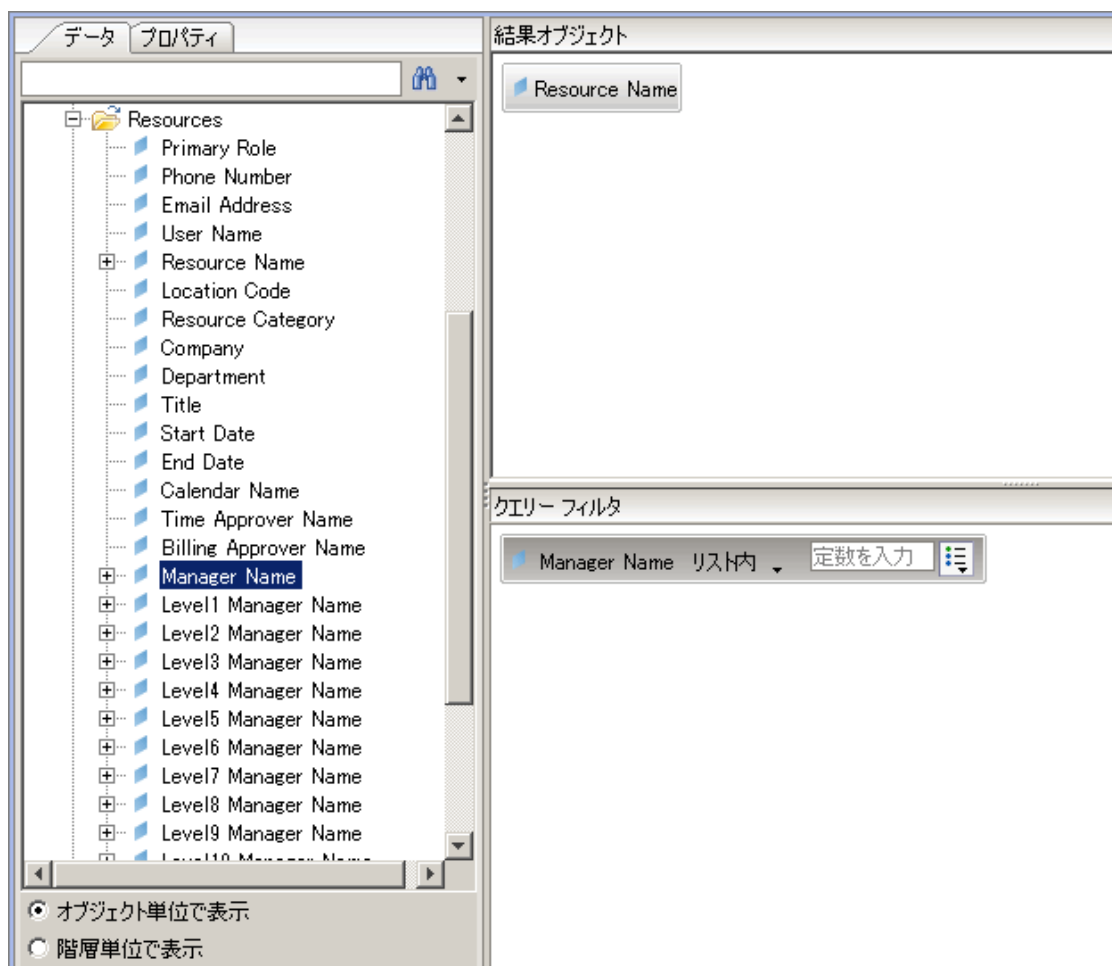 データ プロパティ
Resources
Primary Role
Phone Number
Email Address
User Name
Resource Name
Location Code
Resource Category
Company
Department
Title
Start Date
End Date
Calendar Name
Time Approver Name
Billing Approver Name
Manager Name
Level1 Manager Name
Level2 Manager Name
Level3 Manager Name
Level4 Manager Name
Level5 Manager Name
Level6 Manager Name
Level7 Manager Name
Level8 Manager Name
Level9 Manager Name
Level10 Manager Name
オブジェクト単位で表示
階層単位で表示
結果オブジェクト
Resource Name
クエリー フィルタ
Manager Name リスト内 定数を入力